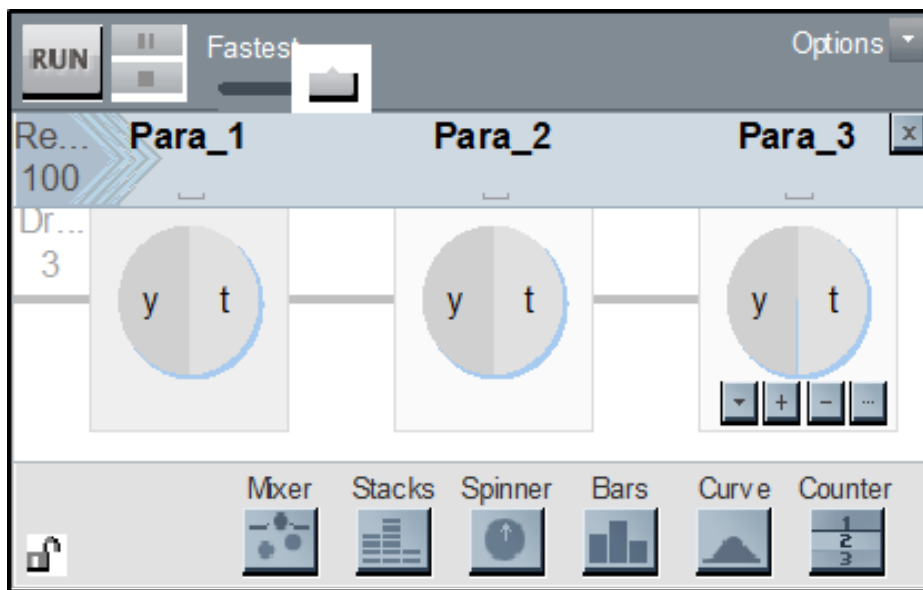 RUN
Fastest
Options
Re...
100
Para_1
Para_2
Para_3
x
Dr...
3
y t
y t
y t
+ - ...
Mixer Stacks Spinner Bars Curve Counter
1
2
3